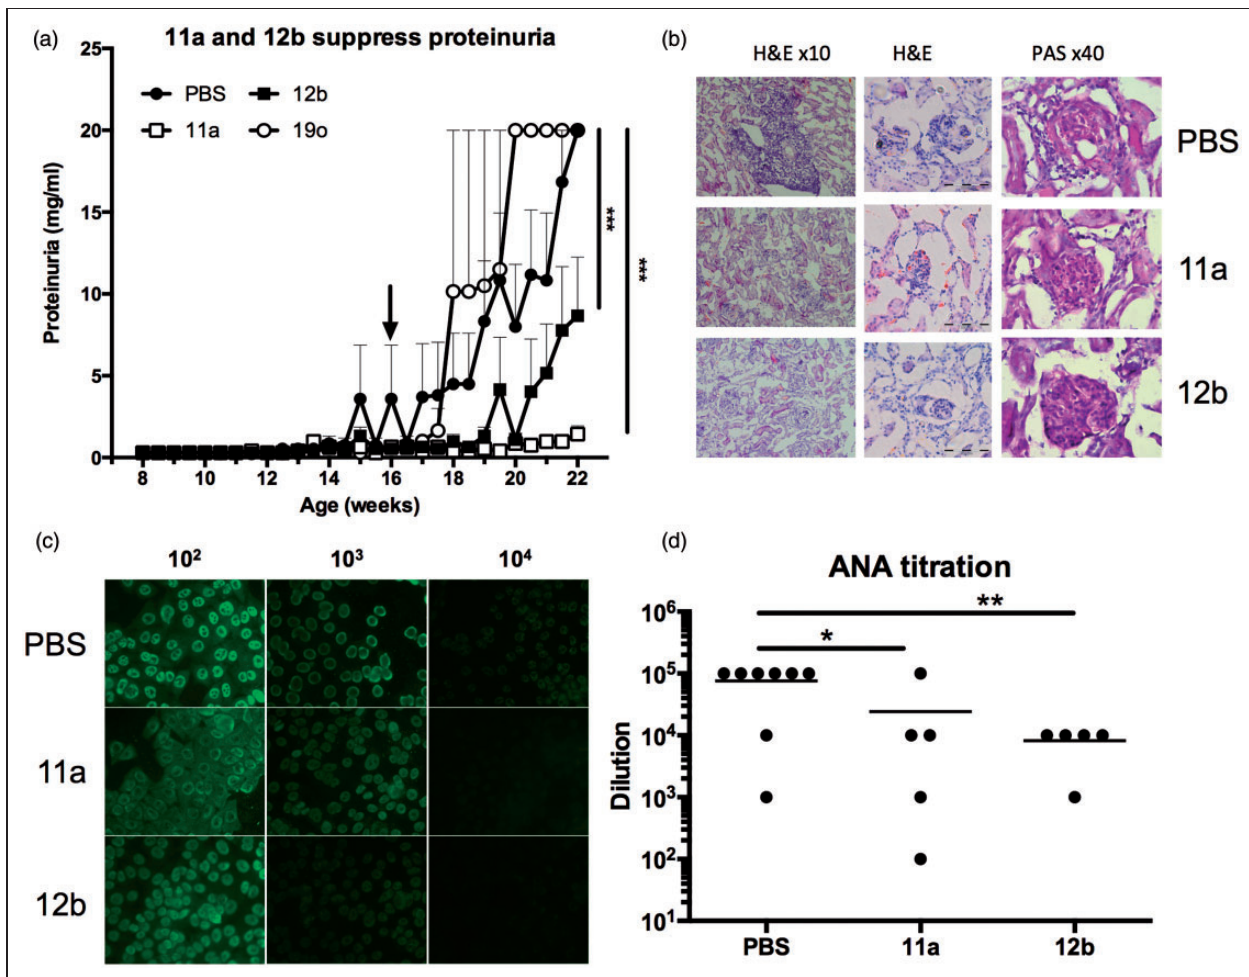 (a)
11a and 12b suppress proteinuria
25
20
15
10
5
0
Proteinuria (mg/ml)
PBS
12b
11a
19o
***
***
8 10 12 14 16 18 20 22
Age (weeks)
(b)
H&E x10 H&E PAS x40
PBS
11a
12b
(c)
10² 10³ 10⁴
PBS
11a
12b
(d)
ANA titration
**
*
10⁶
10⁵
10⁴
10³
10²
10¹
Dilution
PBS 11a 12b